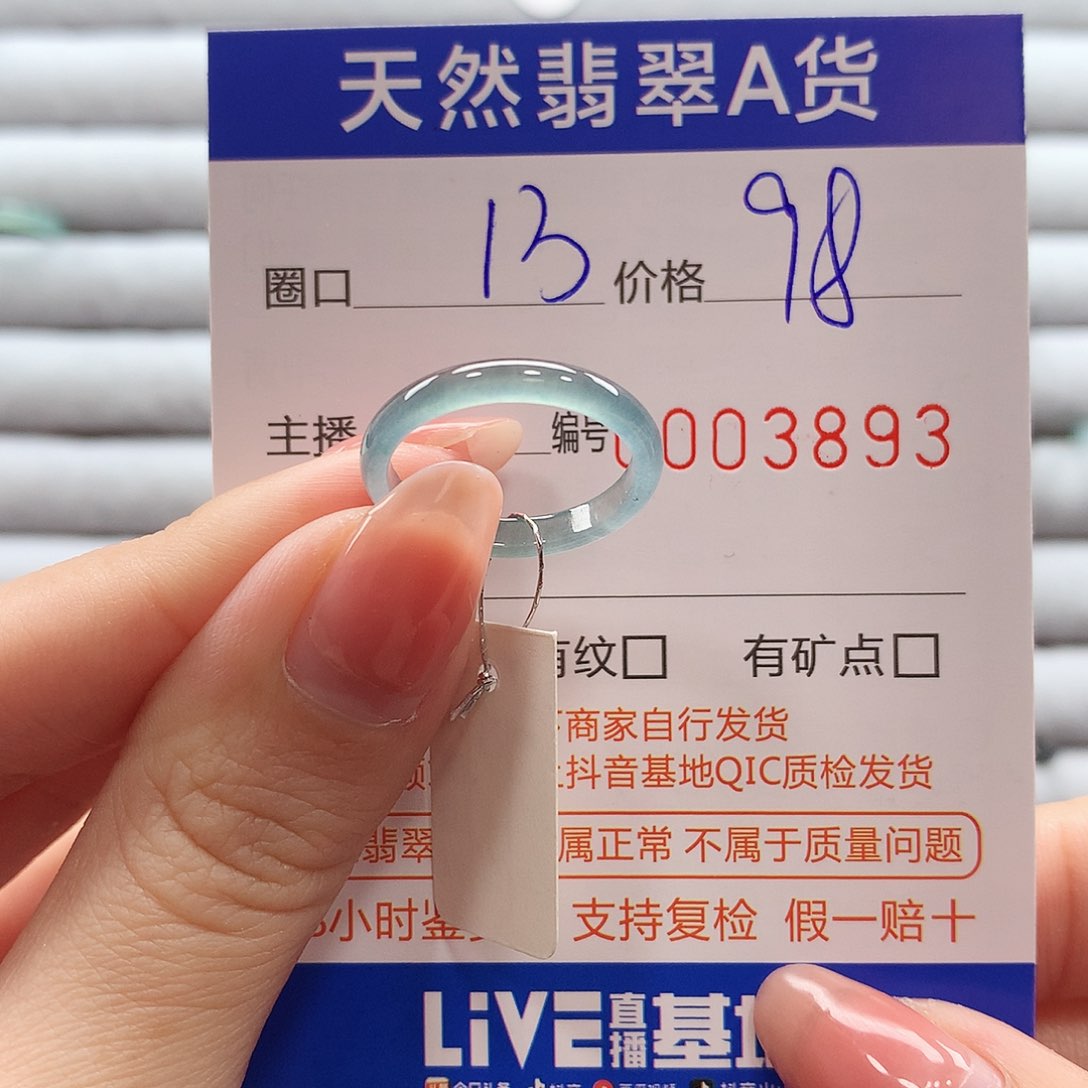 天然翡翠A货
圈口 13 价格 98
主播 编号 003893
有纹□ 有矿点□
商家自行发货
抖音基地QIC质检发货
翡翠 属正常 不属于质量问题
小时鉴 支持复检 假一赔十
LiVE直播基地